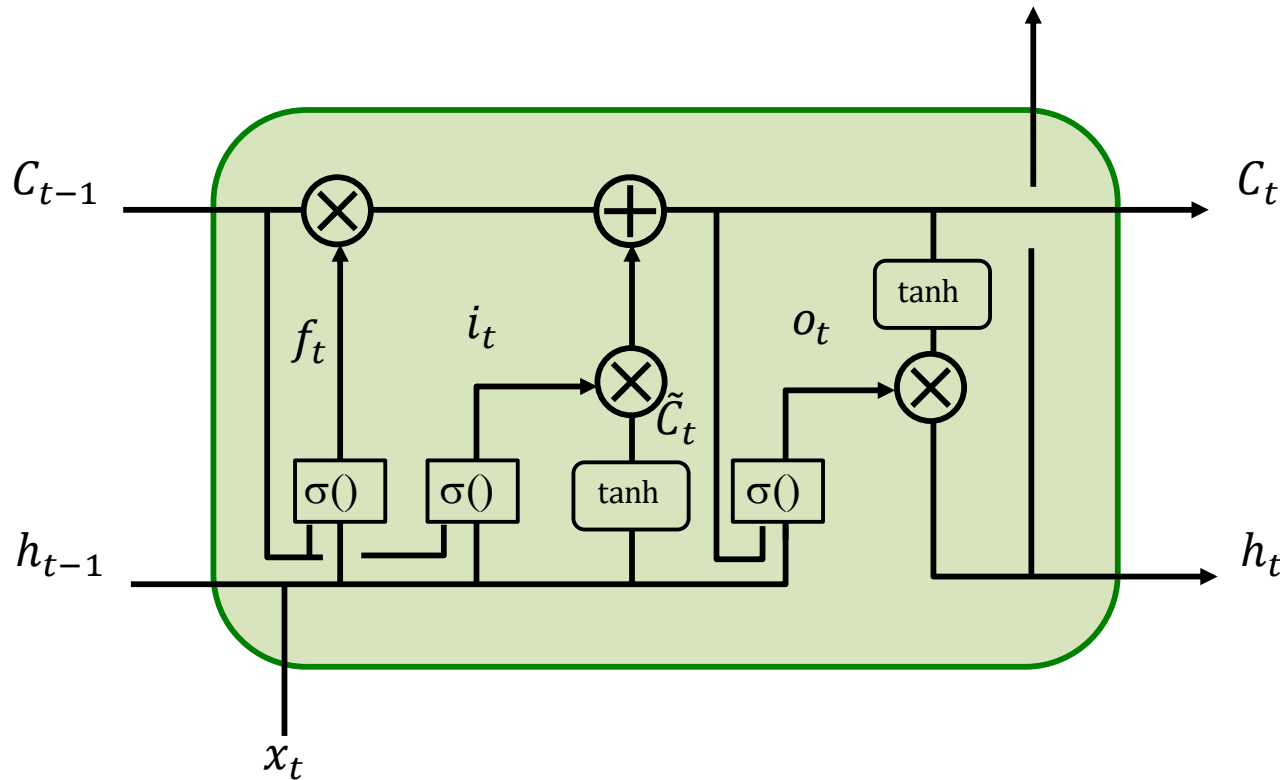 C_{t-1}
C_t
tanh
f_t
i_t
o_t
C̃_t
σ()
σ()
tanh
σ()
h_{t-1}
h_t
x_t